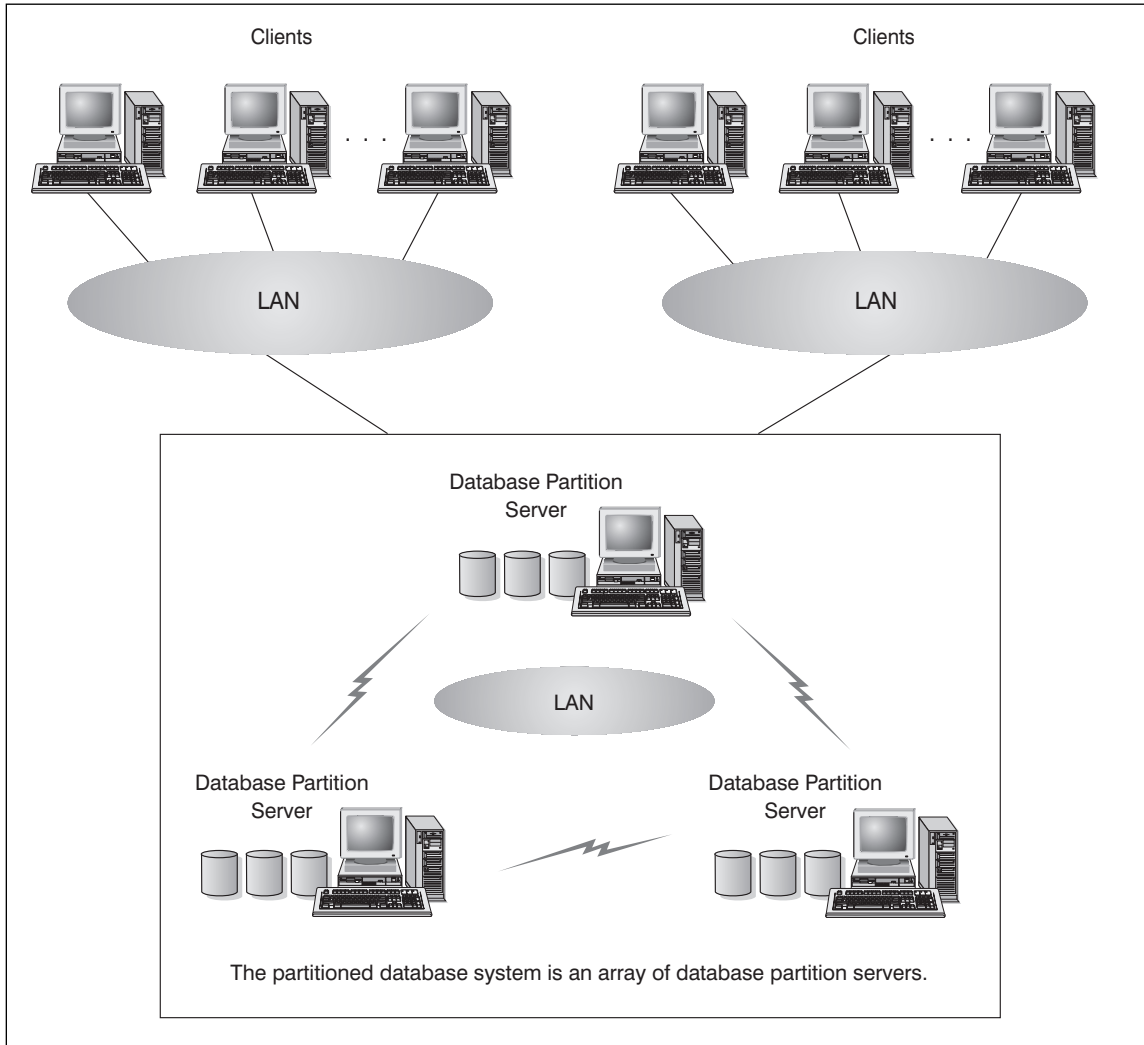 Clients
Clients
. . .
. . .
LAN
LAN
Database Partition
Server
LAN
Database Partition
Server
Database Partition
Server
The partitioned database system is an array of database partition servers.